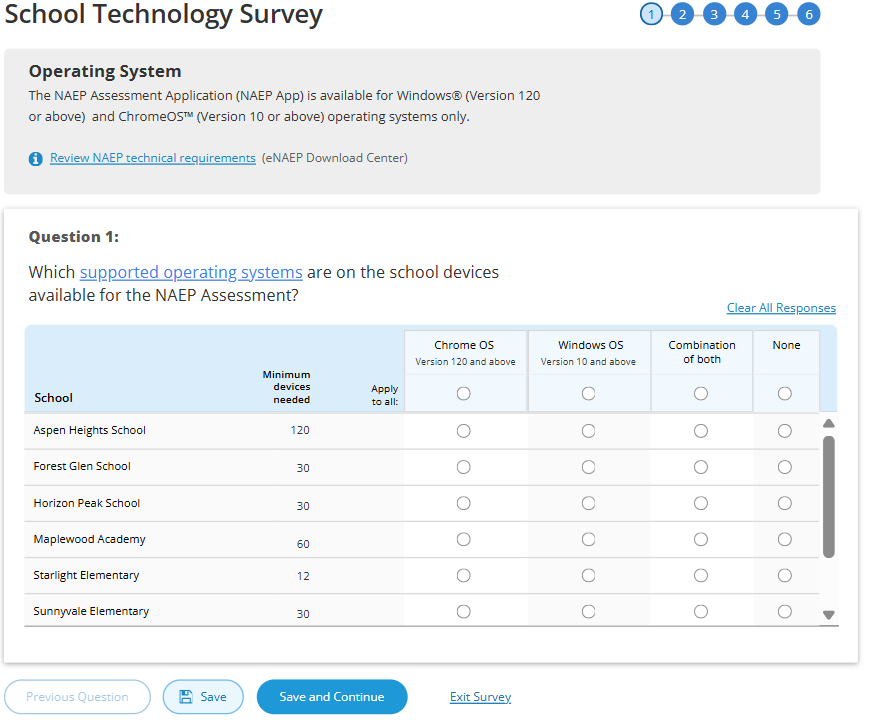 School Technology Survey
1 2 3 4 5 6
Operating System
The NAEP Assessment Application (NAEP App) is available for Windows® (Version 120
or above) and ChromeOS™ (Version 10 or above) operating systems only.
Review NAEP technical requirements (eNAEP Download Center)
Question 1:
Which supported operating systems are on the school devices
available for the NAEP Assessment?
Clear All Responses
School
Minimum
devices
needed
Apply
to all:
Chrome OS
Version 120 and above
Windows OS
Version 10 and above
Combination
of both
None
Aspen Heights School 120
Forest Glen School 30
Horizon Peak School 30
Maplewood Academy 60
Starlight Elementary 12
Sunnyvale Elementary 30
Previous Question Save Save and Continue Exit Survey